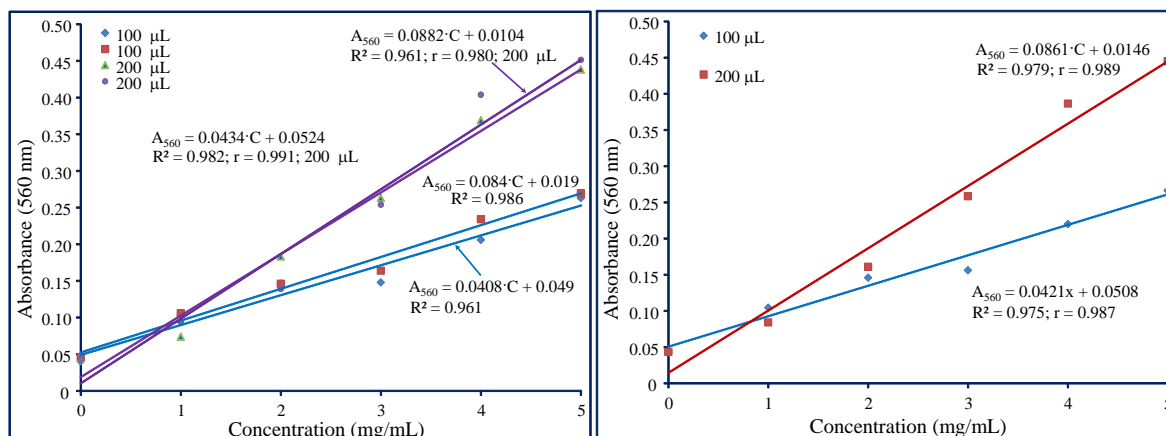 0.50
0.45
0.40
0.35
0.30
0.25
0.20
0.15
0.10
0.05
0
Absorbance (560 nm)
100 μL
100 μL
200 μL
200 μL
A560 = 0.0882·C + 0.0104
R² = 0.961; r = 0.980; 200 μL
A560 = 0.0434·C + 0.0524
R² = 0.982; r = 0.991; 200 μL
A560 = 0.084·C + 0.019
R² = 0.986
A560 = 0.0408·C + 0.049
R² = 0.961
0 1 2 3 4 5
Concentration (mg/mL)
0.50
0.45
0.40
0.35
0.30
0.25
0.20
0.15
0.10
0.05
0
Absorbance (560 nm)
100 μL
200 μL
A560 = 0.0861·C + 0.0146
R² = 0.979; r = 0.989
A560 = 0.0421x + 0.0508
R² = 0.975; r = 0.987
0 1 2 3 4
Concentration (mg/mL)